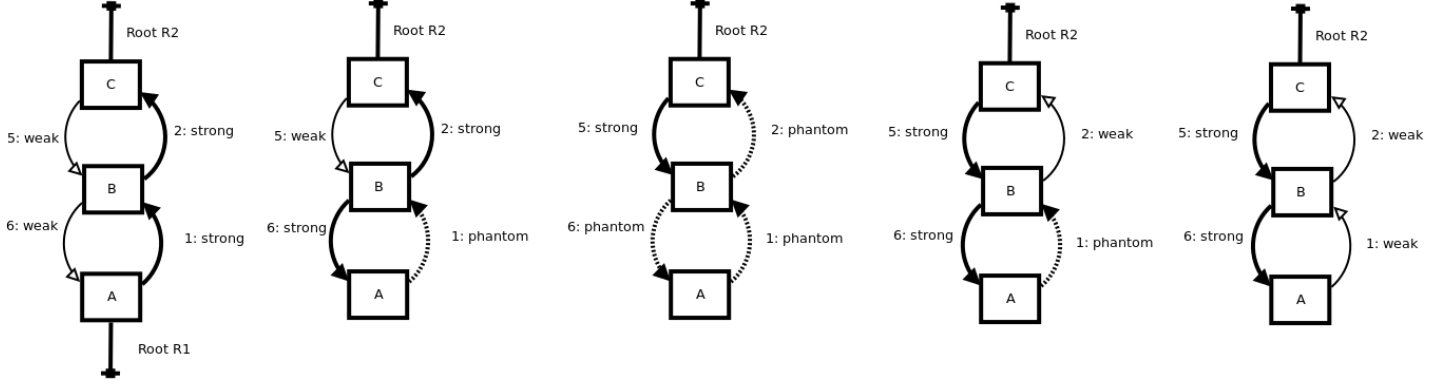 Root R2
C
5: weak
2: strong
B
6: weak
1: strong
A
Root R1
Root R2
C
5: weak
2: strong
B
6: strong
1: phantom
A
Root R2
C
5: strong
2: phantom
B
6: phantom
1: phantom
A
Root R2
C
5: strong
2: weak
B
6: strong
1: phantom
A
Root R2
C
5: strong
2: weak
B
6: strong
1: weak
A